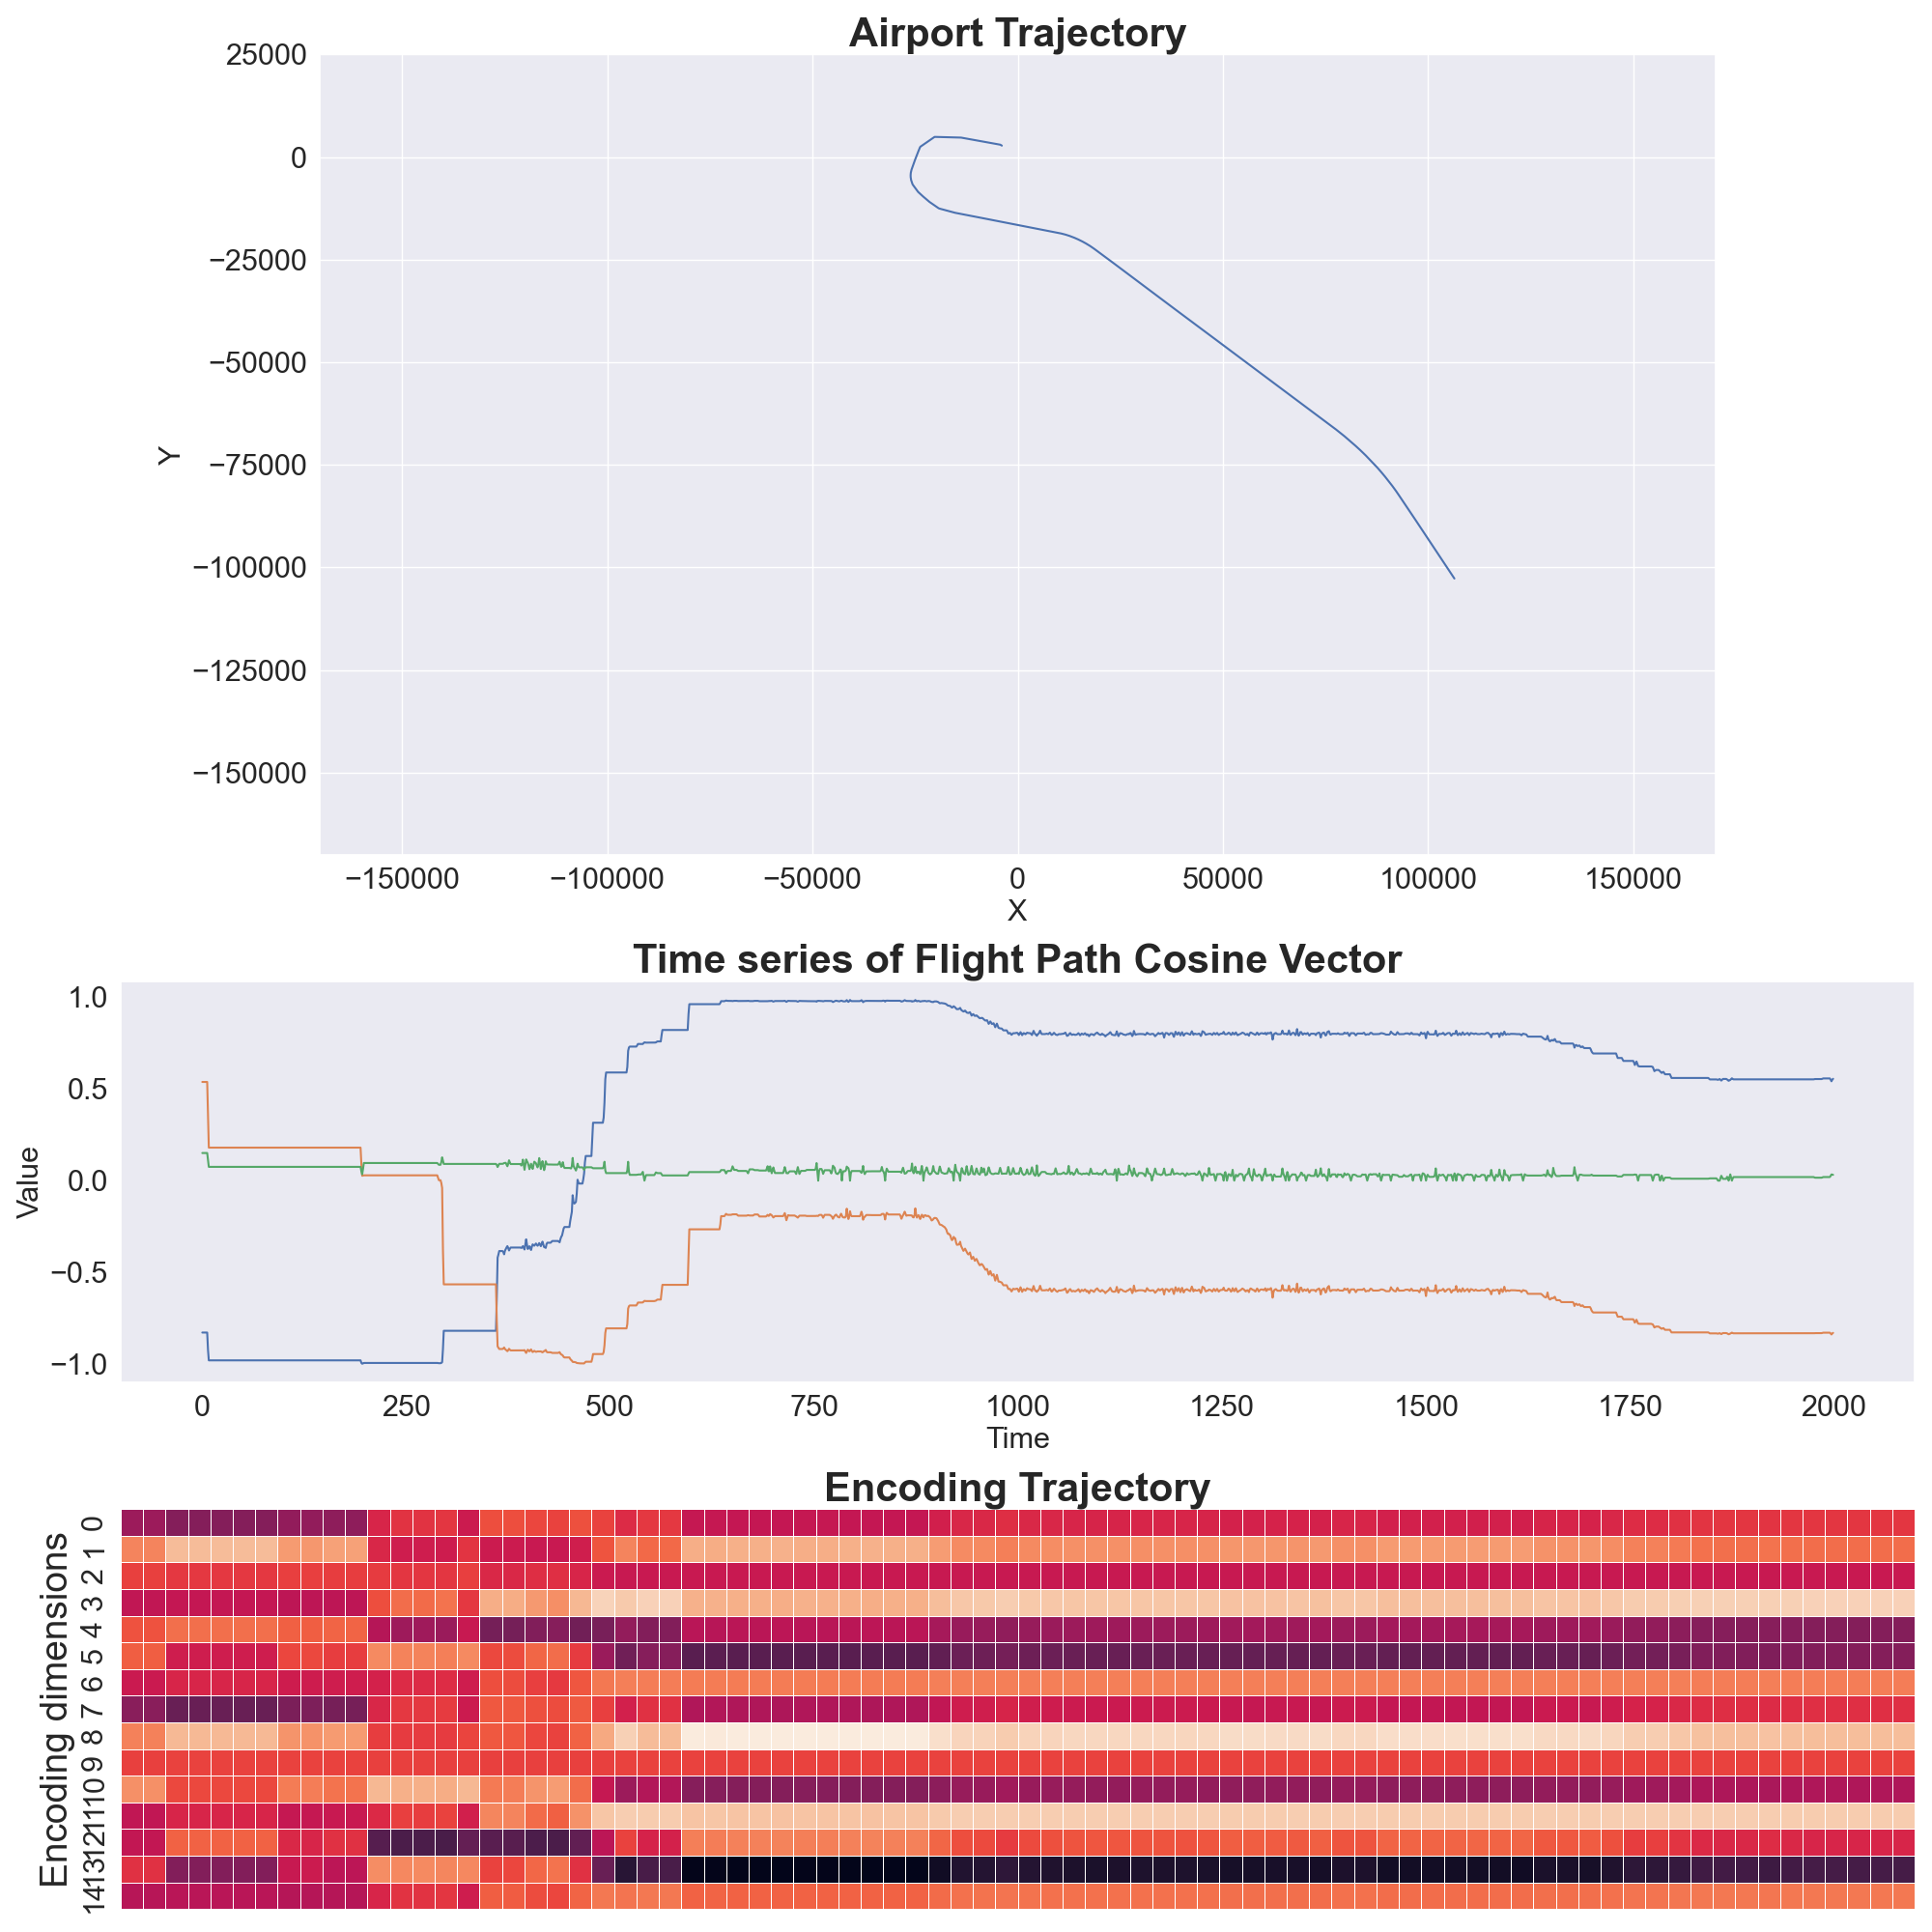 Airport Trajectory
25000
0
−25000
−50000
−75000
−100000
−125000
−150000
Y
−150000 −100000 −50000 0 50000 100000 150000
X
Time series of Flight Path Cosine Vector
1.0
0.5
0.0
−0.5
−1.0
Value
0 250 500 750 1000 1250 1500 1750 2000
Time
Encoding Trajectory
Encoding dimensions
0
1
2
3
4
5
6
7
8
9
10
11
12
13
14